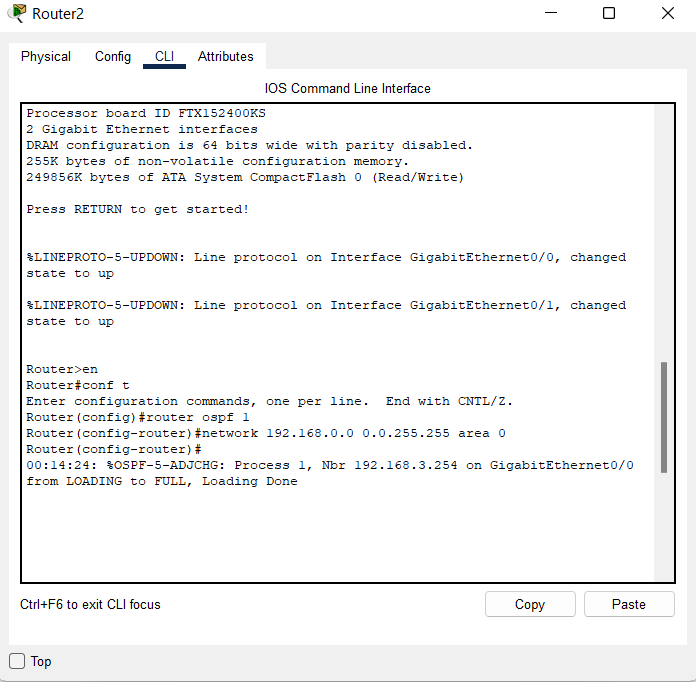 Router2
Physical Config CLI Attributes
IOS Command Line Interface
Processor board ID FTX152400KS
2 Gigabit Ethernet interfaces
DRAM configuration is 64 bits wide with parity disabled.
255K bytes of non-volatile configuration memory.
249856K bytes of ATA System CompactFlash 0 (Read/Write)
Press RETURN to get started!
%LINEPROTO-5-UPDOWN: Line protocol on Interface GigabitEthernet0/0, changed
state to up
%LINEPROTO-5-UPDOWN: Line protocol on Interface GigabitEthernet0/1, changed
state to up
Router>en
Router#conf t
Enter configuration commands, one per line.  End with CNTL/Z.
Router(config)#router ospf 1
Router(config-router)#network 192.168.0.0 0.0.255.255 area 0
Router(config-router)#
00:14:24: %OSPF-5-ADJCHG: Process 1, Nbr 192.168.3.254 on GigabitEthernet0/0
from LOADING to FULL, Loading Done
Ctrl+F6 to exit CLI focus
Copy Paste
Top